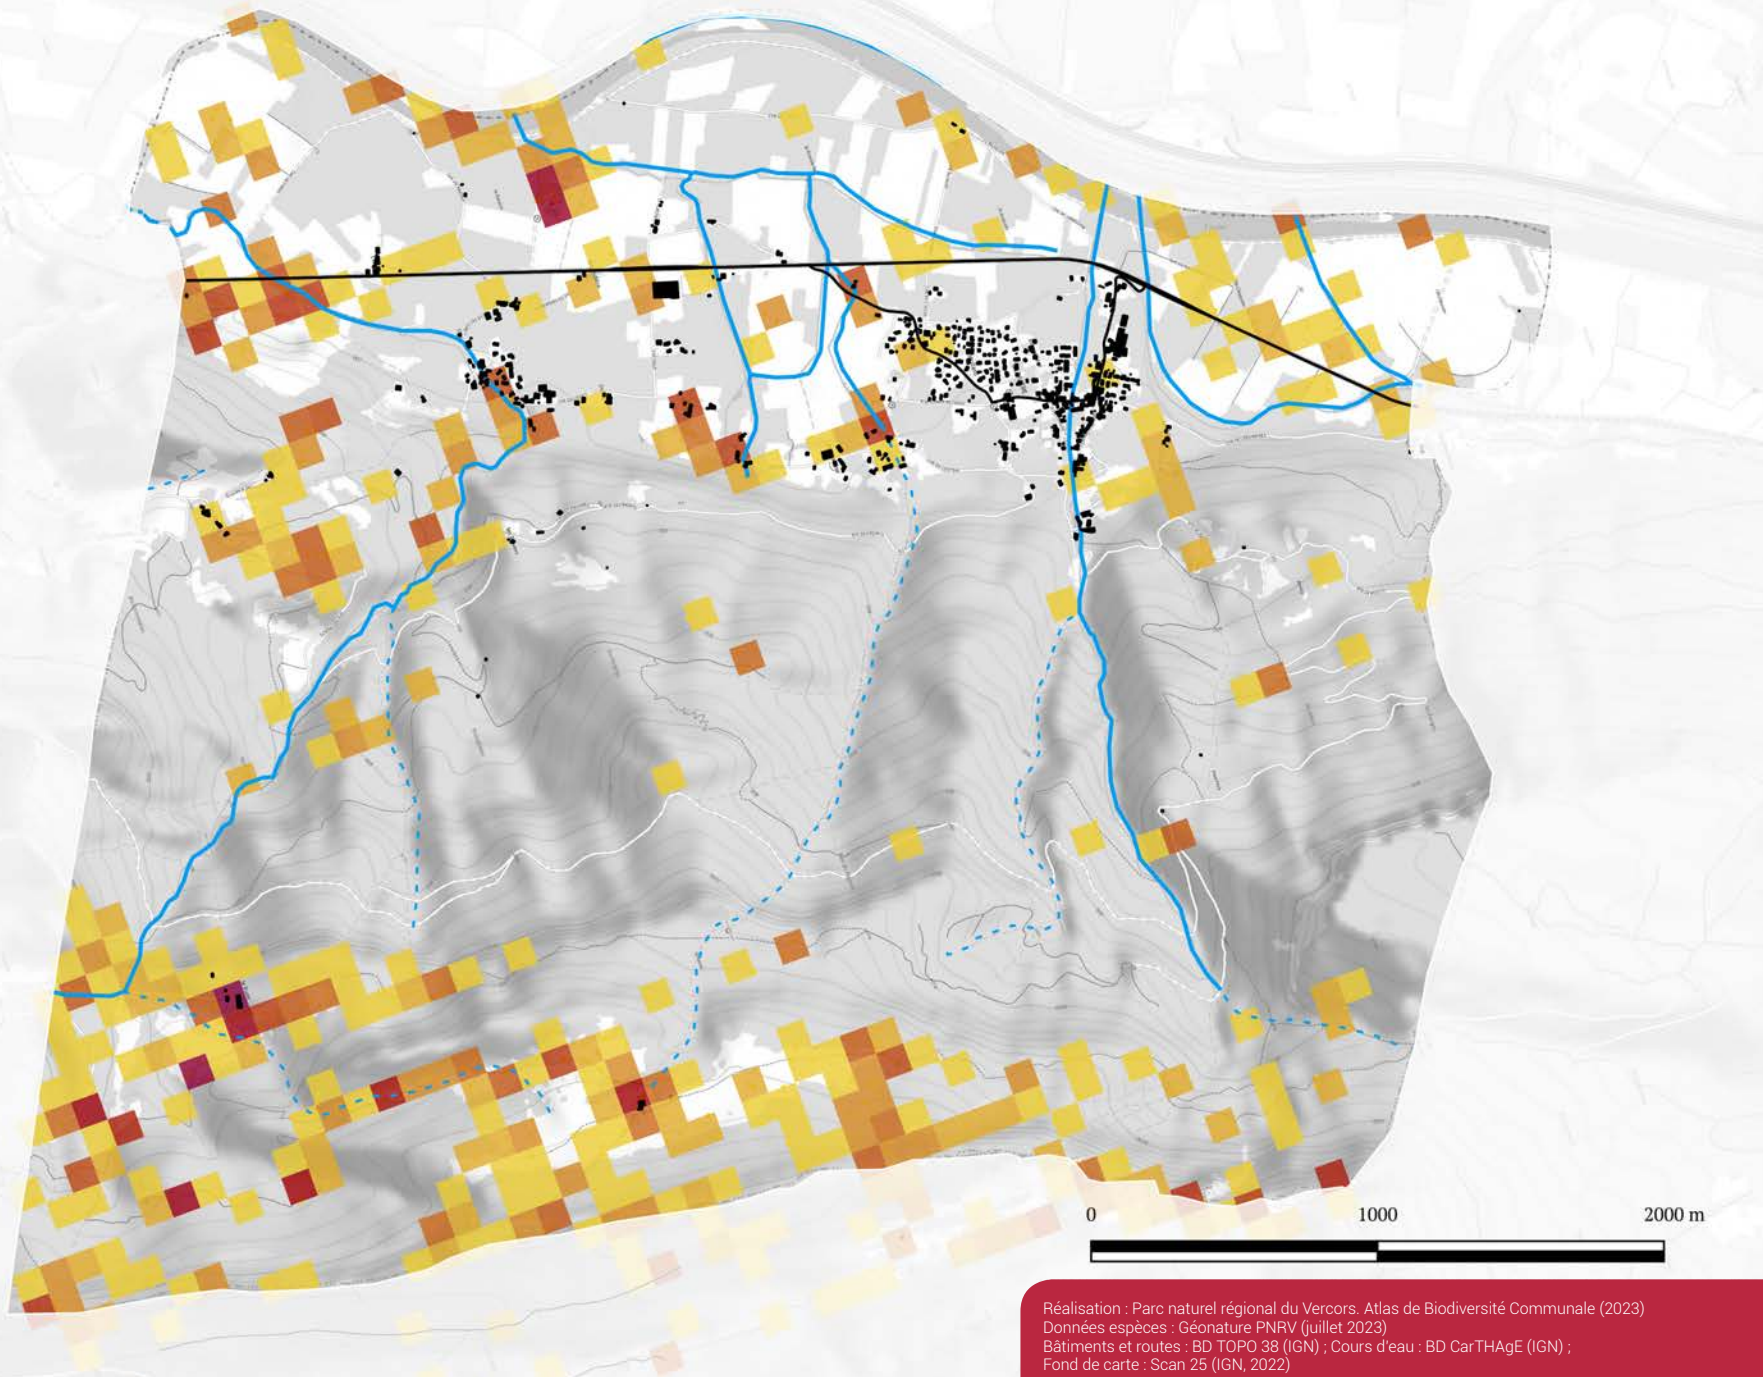 0 1000 2000 m
Réalisation : Parc naturel régional du Vercors. Atlas de Biodiversité Communale (2023)
Données espèces : Géonature PNRV (juillet 2023)
Bâtiments et routes : BD TOPO 38 (IGN) ; Cours d'eau : BD CarTHAgE (IGN) ;
Fond de carte : Scan 25 (IGN, 2022)